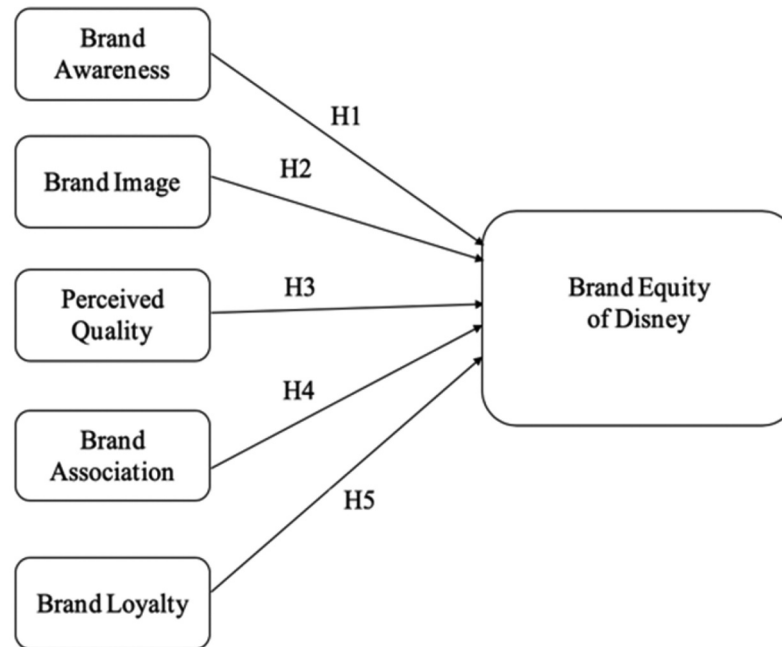 Brand
Awareness
H1
Brand Image
H2
Perceived
Quality
H3
Brand Equity
of Disney
Brand
Association
H4
Brand Loyalty
H5